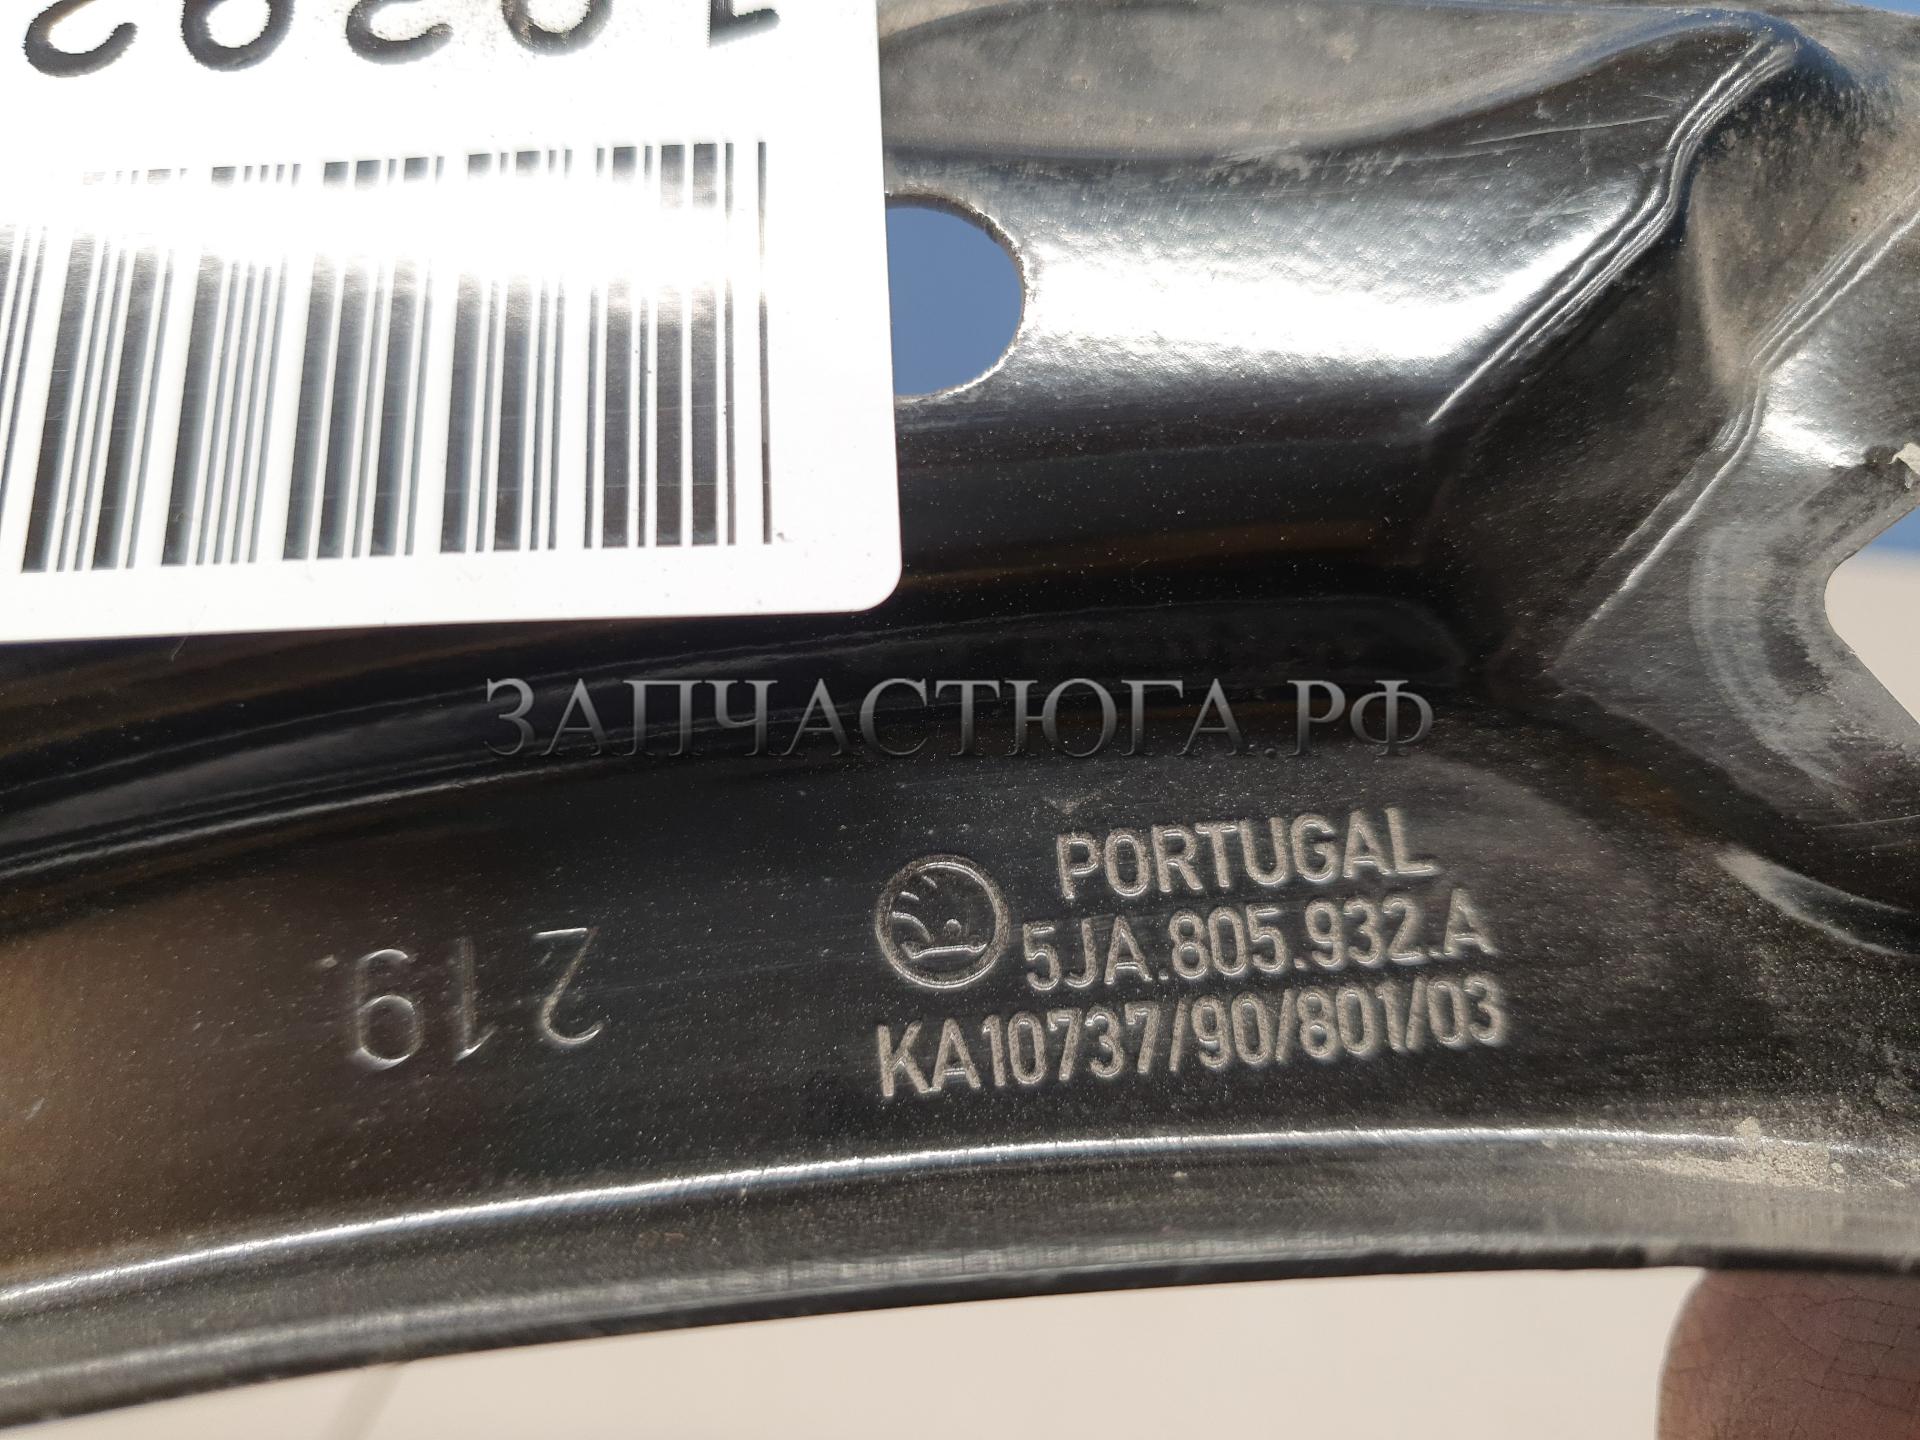 ЗАПЧАСТЮГА.РФ
PORTUGAL
5JA.805.932.A
KA10737/90/801/03
219.